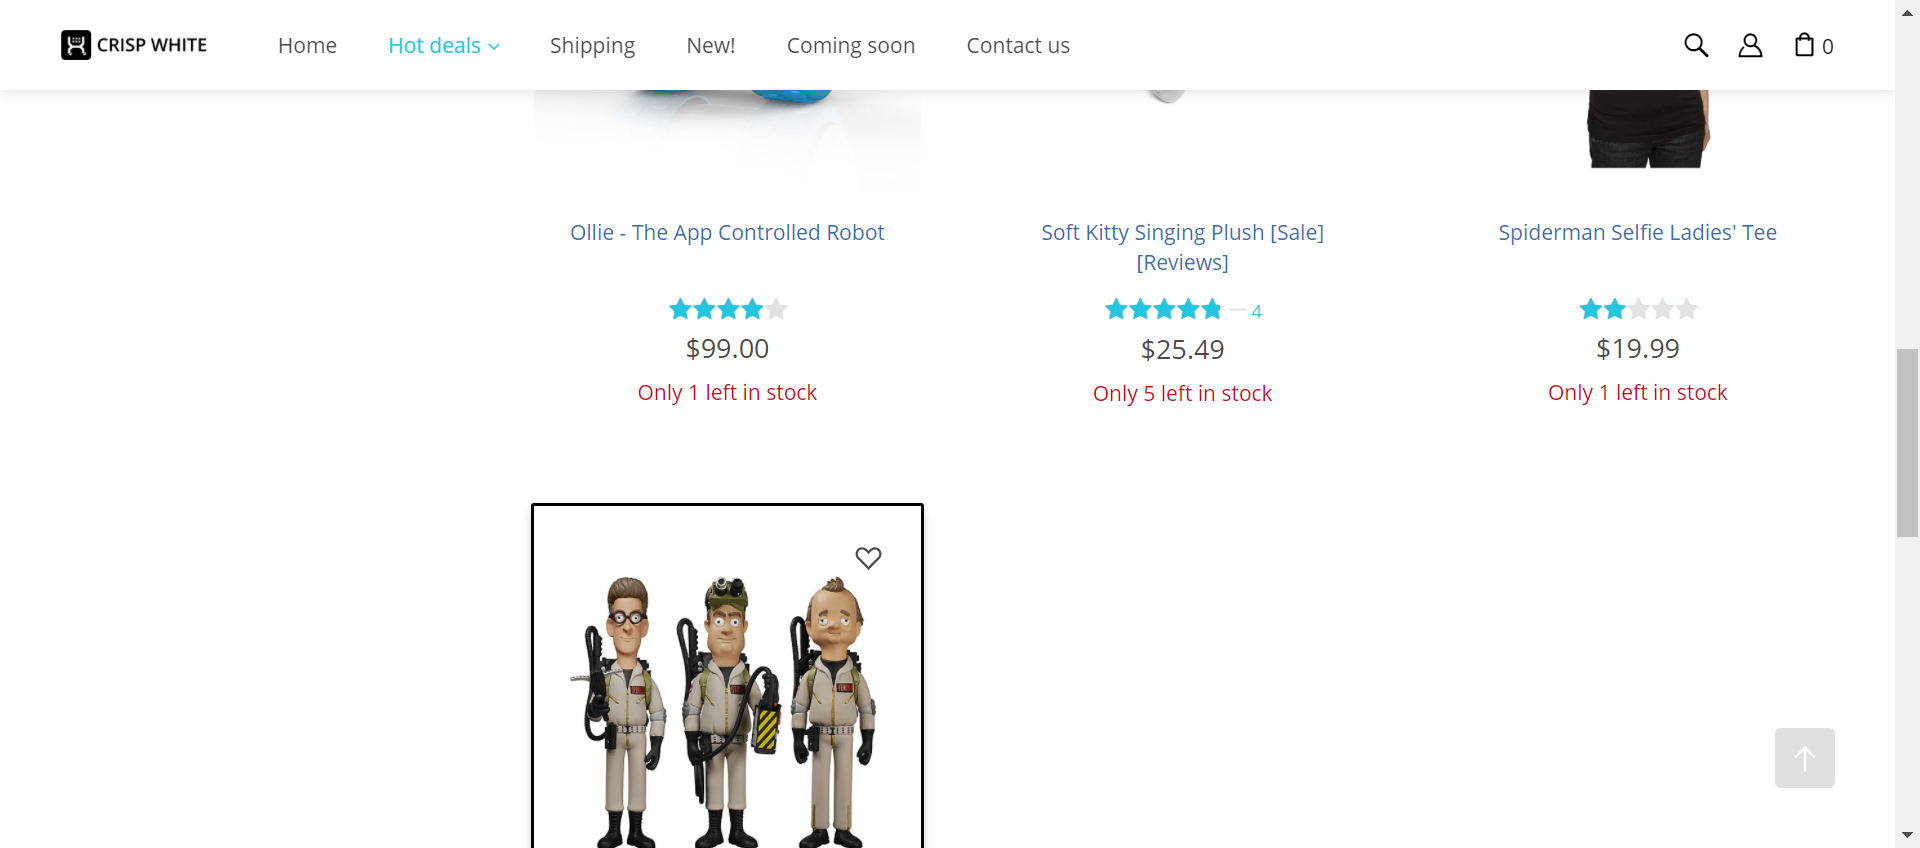 CRISP WHITE
Home
Hot deals
Shipping
New!
Coming soon
Contact us
0
Ollie - The App Controlled Robot
$99.00
Only 1 left in stock
Soft Kitty Singing Plush [Sale]
[Reviews]
4
$25.49
Only 5 left in stock
Spiderman Selfie Ladies' Tee
$19.99
Only 1 left in stock